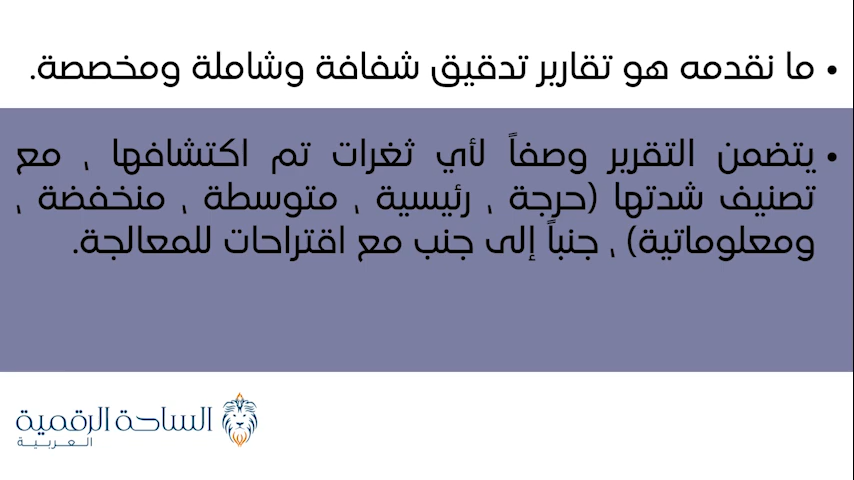 • ما نقدمه هو تقارير تدقيق شفافة وشاملة ومخصصة.
• يتضمن التقرير وصفاً لأي ثغرات تم اكتشافها ، مع
تصنيف شدتها (حرجة ، رئيسية ، متوسطة ، منخفضة ،
ومعلوماتية) ، جنباً إلى جنب مع اقتراحات للمعالجة.
الساحة الرقمية
العربية